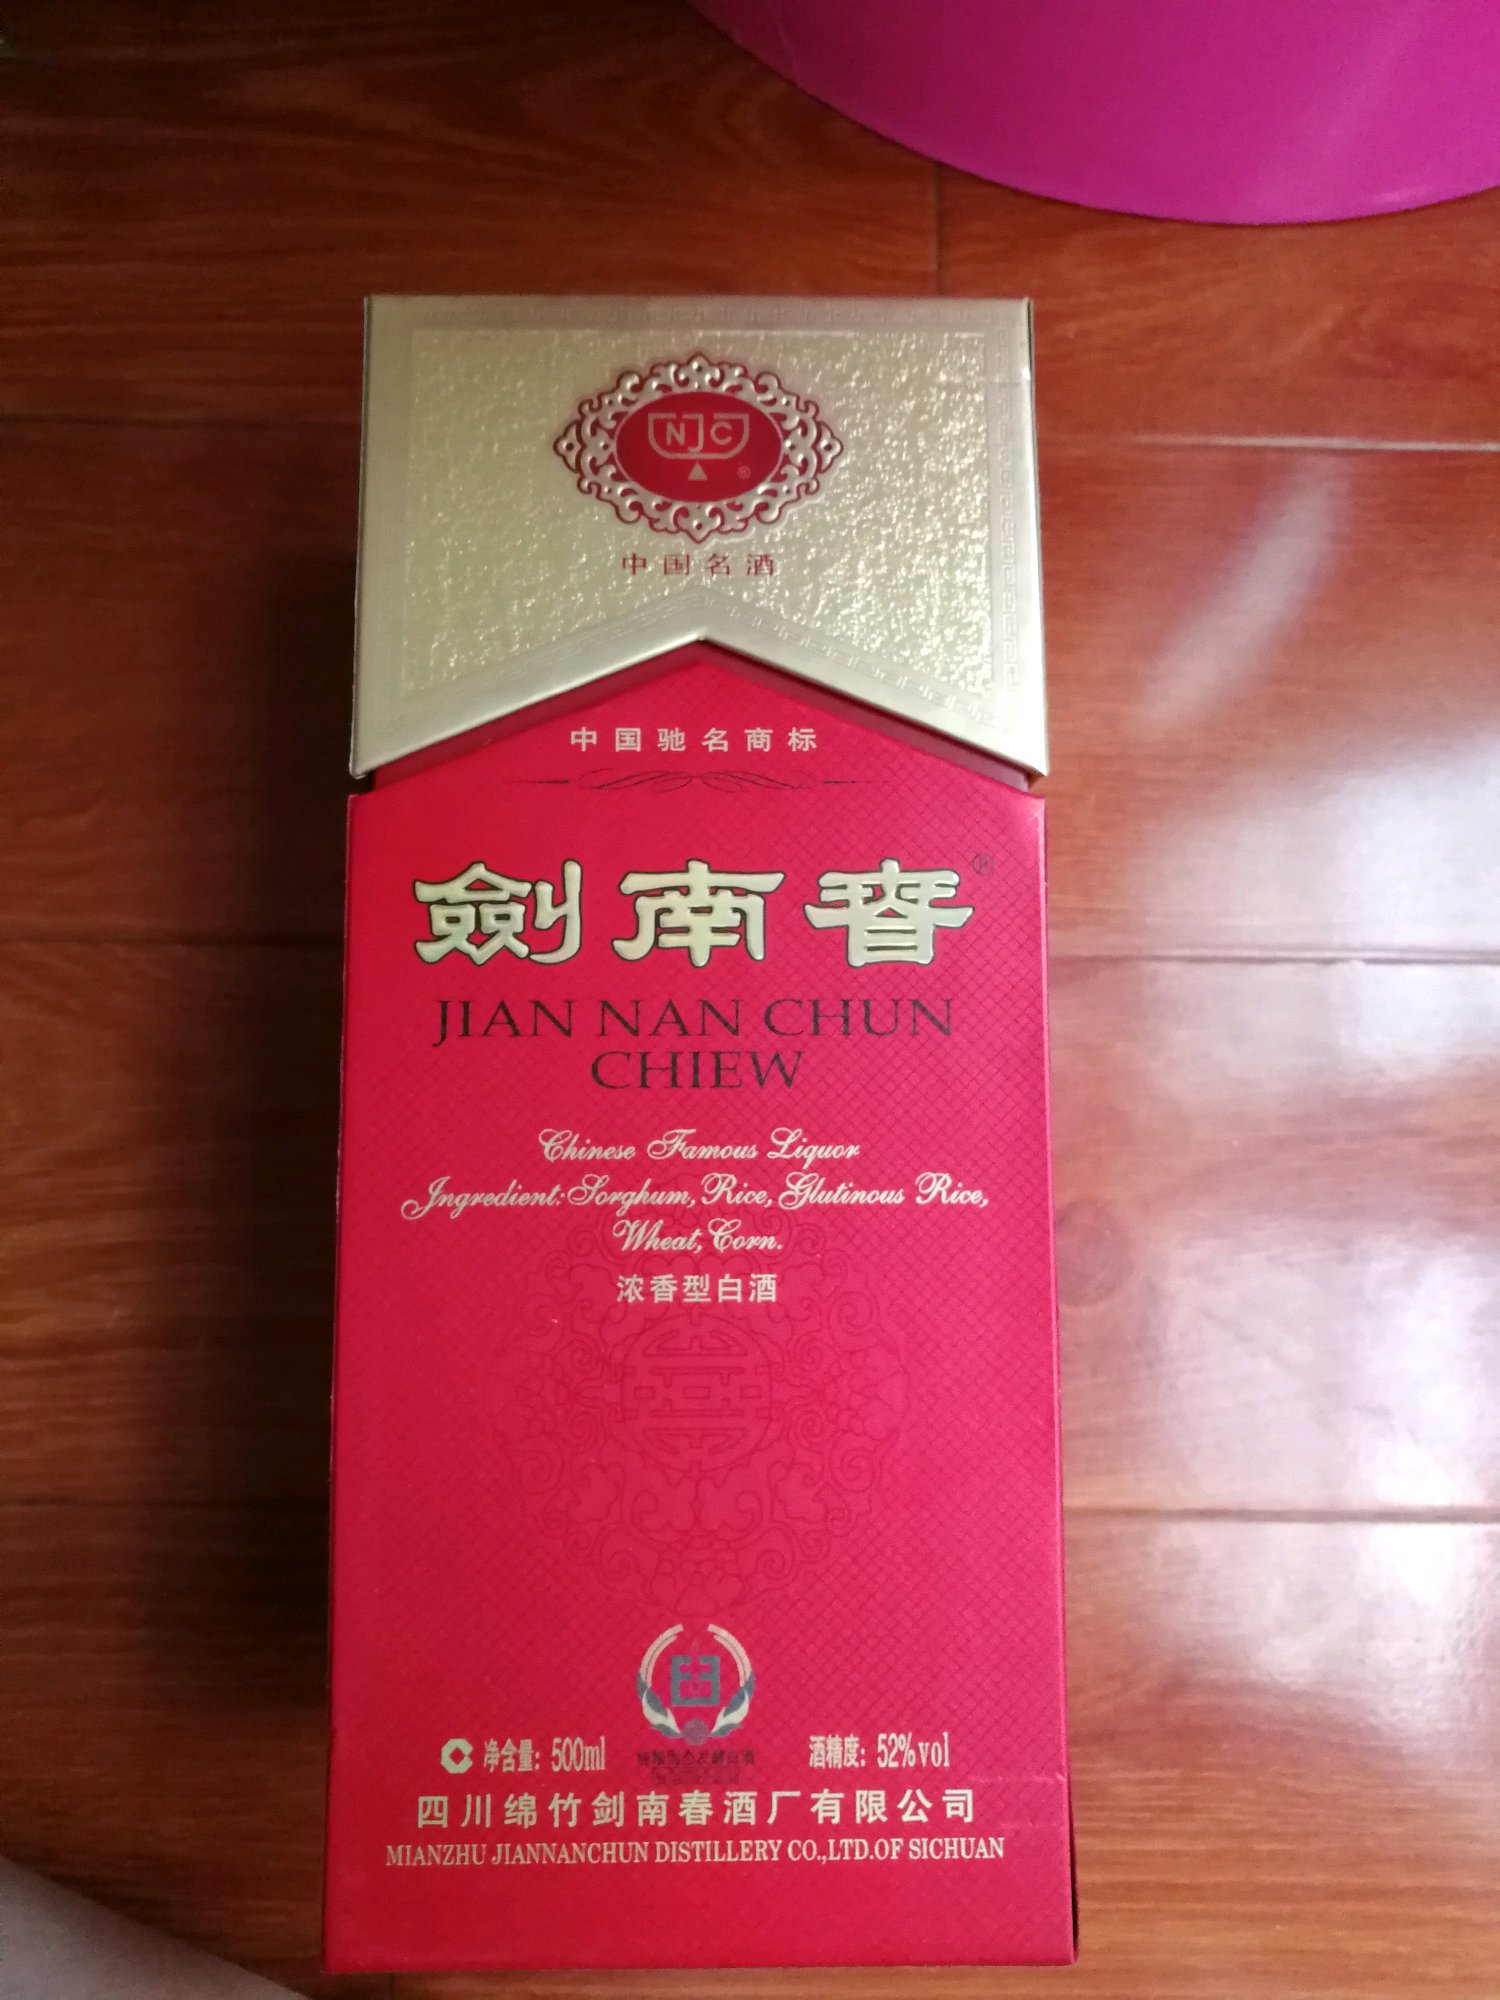 NJC
®
中国名酒
中国驰名商标
劍南春®
JIAN NAN CHUN
CHIEW
Chinese Famous Liquor
Ingredient: Sorghum, Rice, Glutinous Rice,
Wheat, Corn.
浓香型白酒
净含量: 500ml
酒精度: 52%vol
四川绵竹剑南春酒厂有限公司
MIANZHU JIANNANCHUN DISTILLERY CO.,LTD.OF SICHUAN